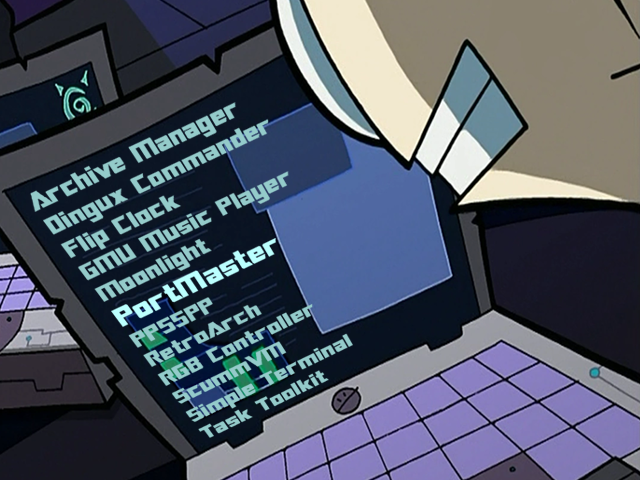 Archive Manager
Dingux Commander
Flip Clock
GMU Music Player
Moonlight
PortMaster
PPSSPP
RetroArch
RGB Controller
ScummVM
Simple Terminal
Task Toolkit